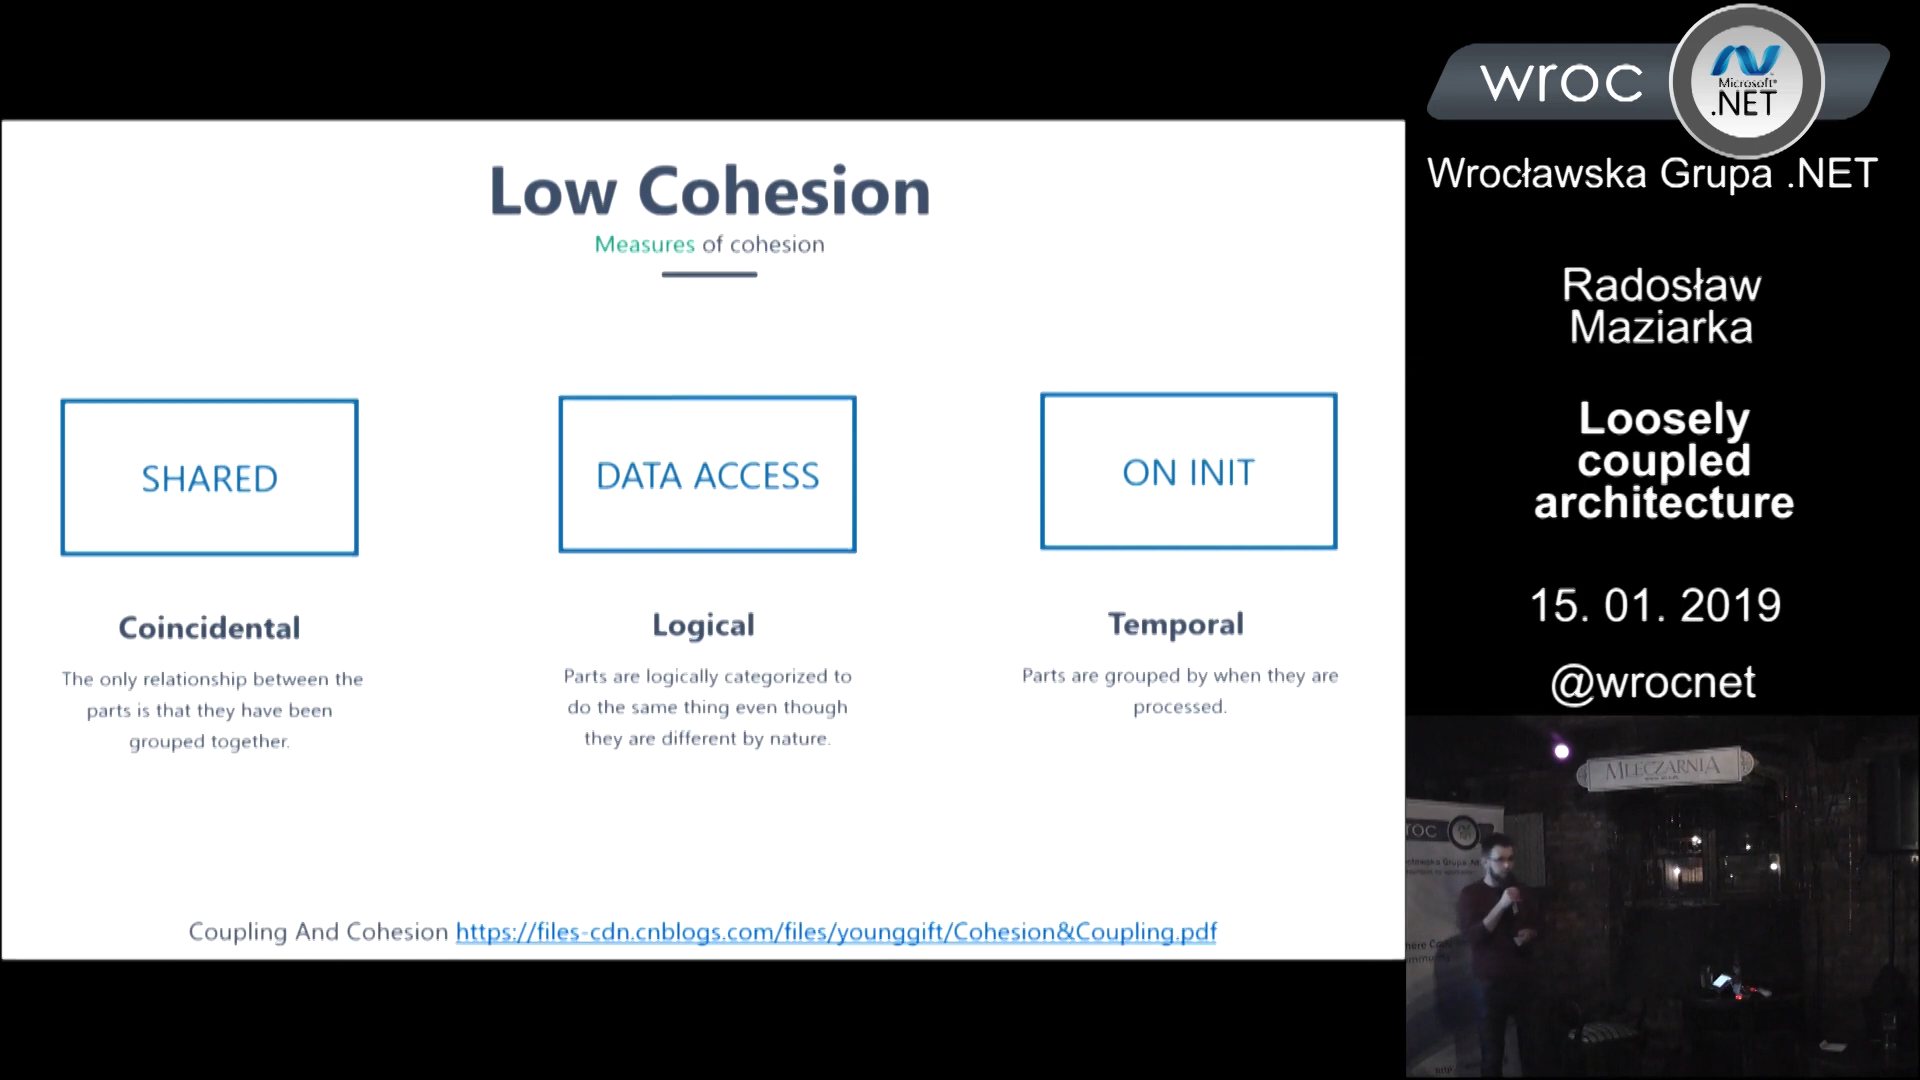 Low Cohesion
Measures of cohesion
SHARED
DATA ACCESS
ON INIT
Coincidental
The only relationship between the
parts is that they have been
grouped together.
Logical
Parts are logically categorized to
do the same thing even though
they are different by nature.
Temporal
Parts are grouped by when they are
processed.
Coupling And Cohesion https://files-cdn.cnblogs.com/files/younggift/Cohesion&Coupling.pdf
wroc
Microsoft®
.NET
Wrocławska Grupa .NET
Radosław
Maziarka
Loosely
coupled
architecture
15. 01. 2019
@wrocnet
MLECZARNIA